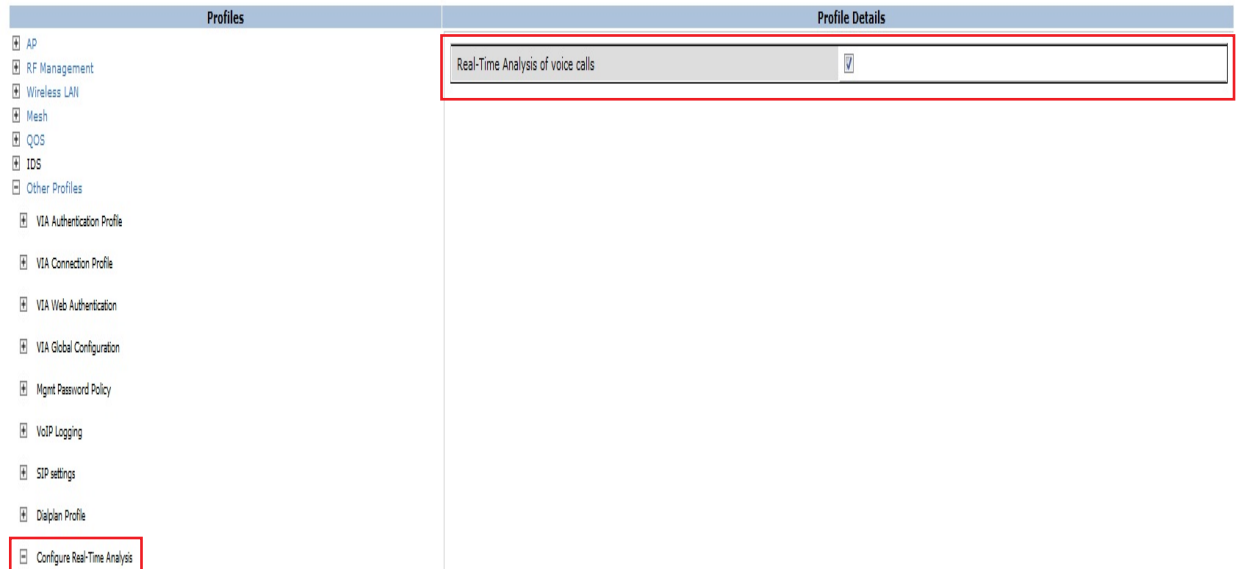 Profiles
Profile Details
AP
RF Management
Wireless LAN
Mesh
QOS
IDS
Other Profiles
VIA Authentication Profile
VIA Connection Profile
VIA Web Authentication
VIA Global Configuration
Mgmt Password Policy
VoIP Logging
SIP settings
Dialplan Profile
Configure Real-Time Analysis
Real-Time Analysis of voice calls